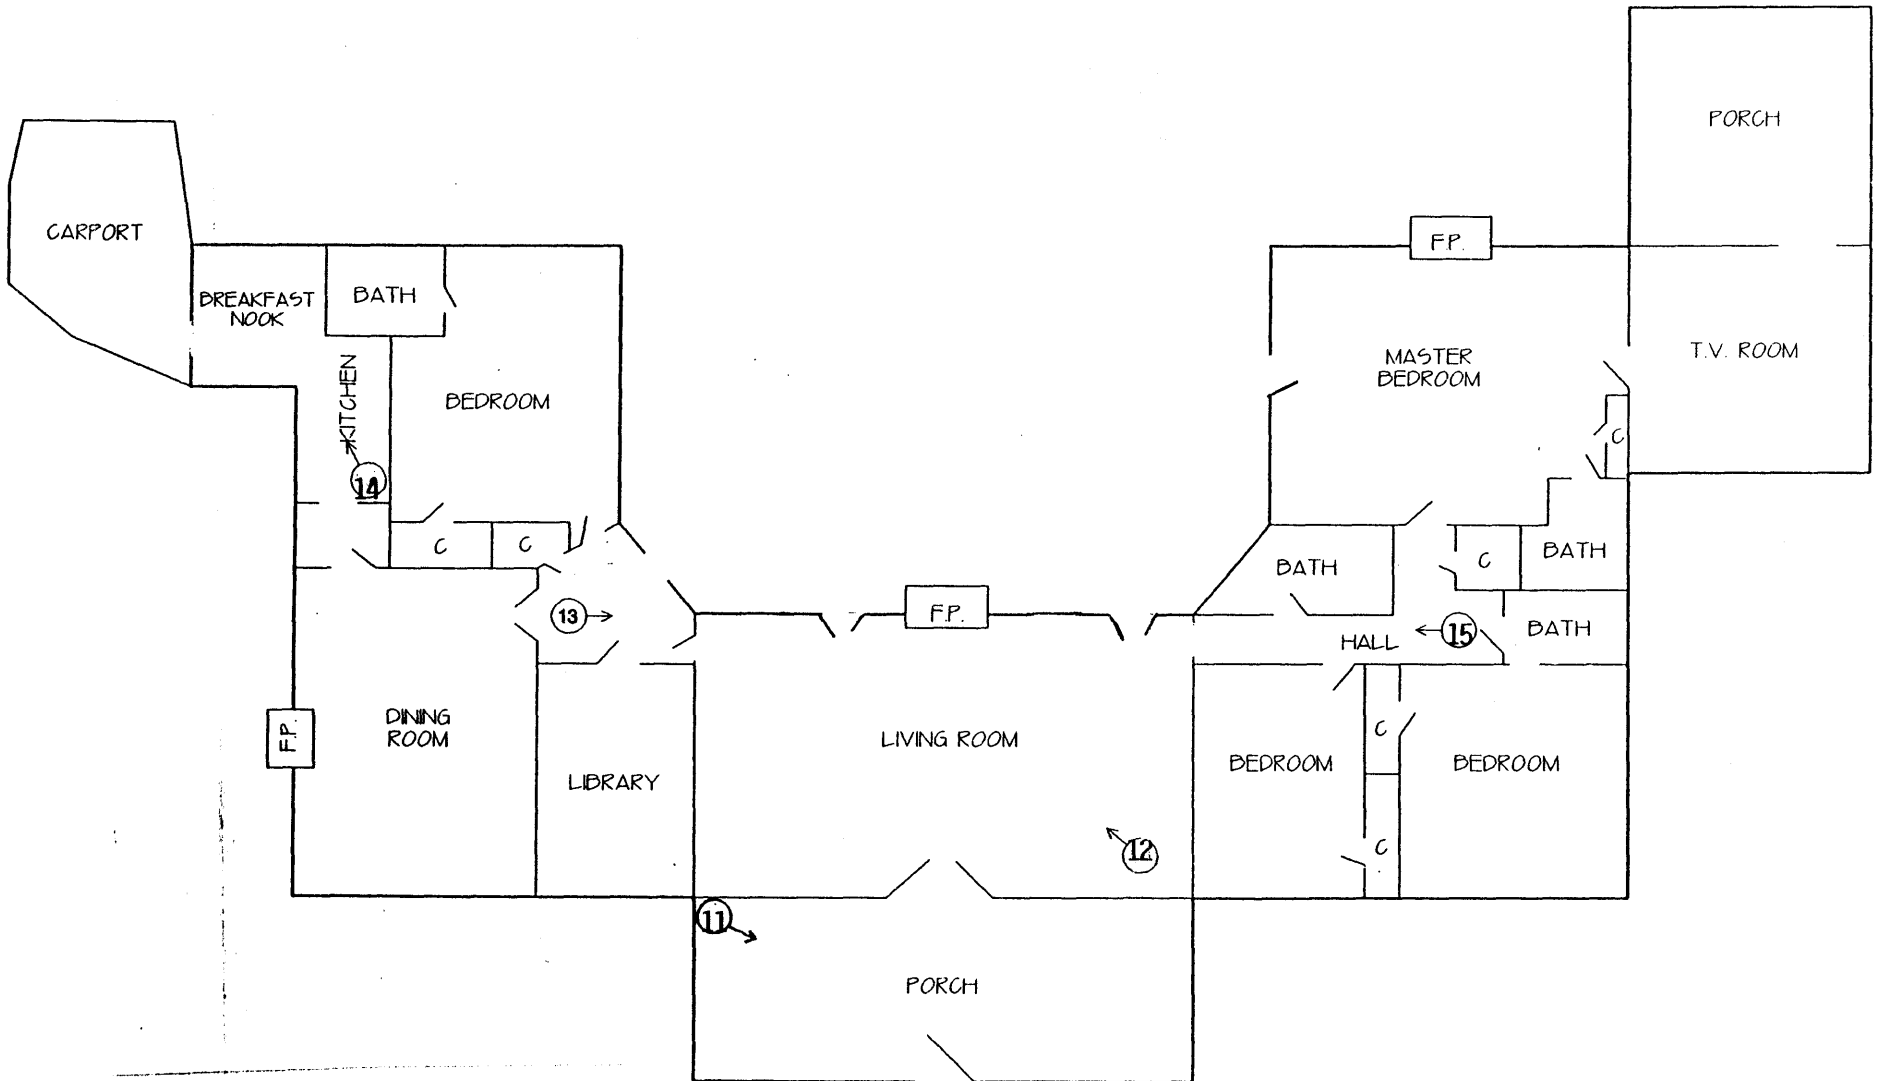 PORCH
CARPORT
F.P.
BREAKFAST
NOOK
BATH
MASTER
BEDROOM
T.V. ROOM
KITCHEN
BEDROOM
C
14
C
C
BATH
C
BATH
13
F.P.
HALL
15
BATH
DINING
ROOM
F.P.
LIVING ROOM
C
LIBRARY
BEDROOM
BEDROOM
12
C
11
PORCH